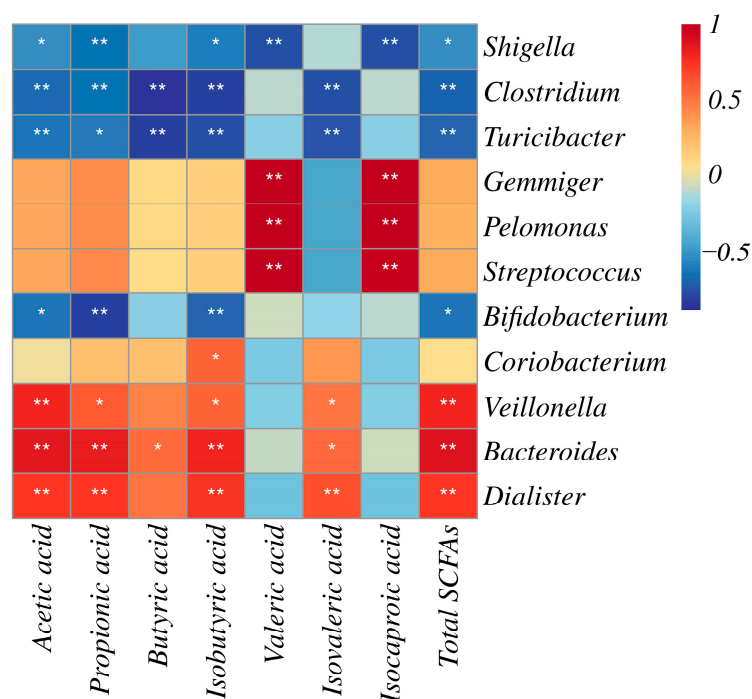 * ** * ** ** * 1
Shigella
** ** ** ** ** **
Clostridium
0.5
** * ** ** ** **
Turicibacter
** ** 0
Gemmiger
** **
Pelomonas
−0.5
** **
Streptococcus
* ** ** *
Bifidobacterium
*
Coriobacterium
** * * * **
Veillonella
** ** * ** * **
Bacteroides
** ** ** ** **
Dialister
Acetic acid
Propionic acid
Butyric acid
Isobutyric acid
Valeric acid
Isovaleric acid
Isocaproic acid
Total SCFAs